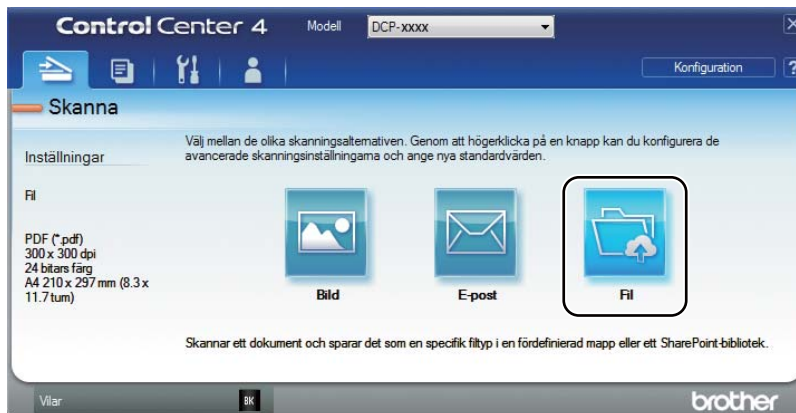 Control Center 4
Modell
DCP-xxxx
Konfiguration
?
Skanna
Inställningar
Fil
PDF (*.pdf)
300 x 300 dpi
24 bitars färg
A4 210 x 297 mm (8.3 x
11.7 tum)
Välj mellan de olika skanningsalternativen. Genom att högerklicka på en knapp kan du konfigurera de
avancerade skanningsinställningarna och ange nya standardvärden.
Bild
E-post
Fil
Skannar ett dokument och sparar det som en specifik filtyp i en fördefinierad mapp eller ett SharePoint-bibliotek.
Vilar
BK
brother